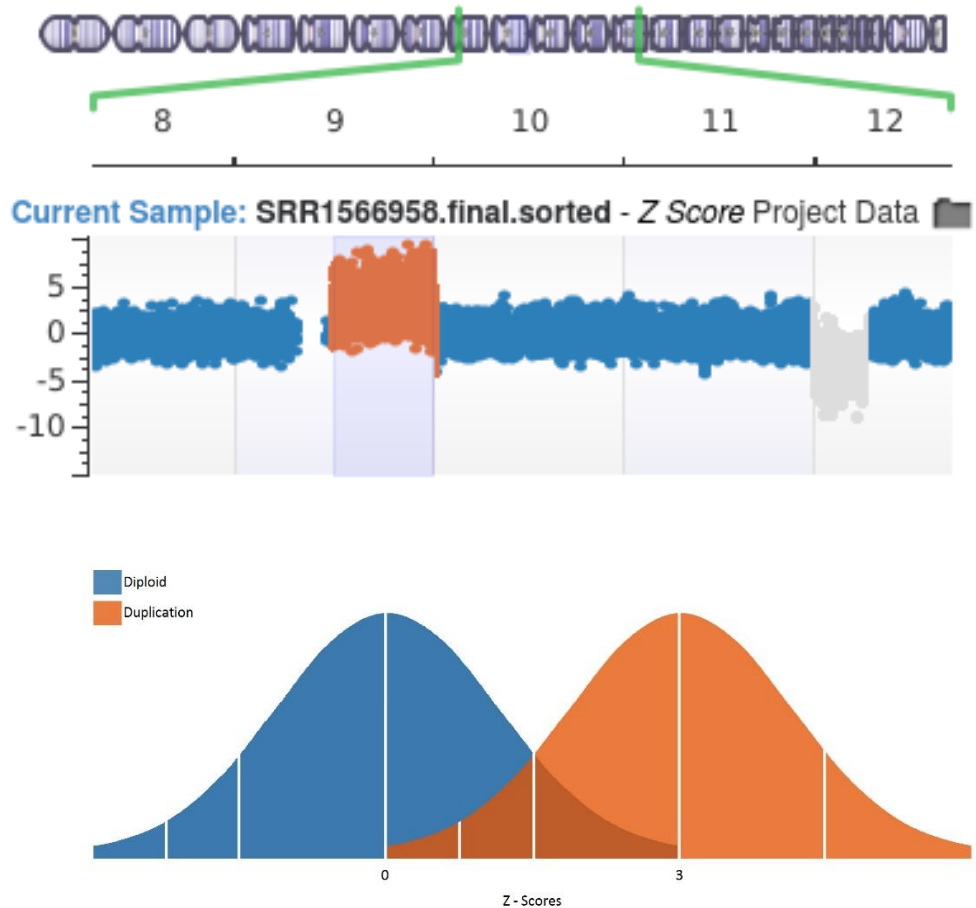 8 9 10 11 12
Current Sample: SRR1566958.final.sorted - Z Score Project Data
5
0
-5
-10
Diploid
Duplication
0 3
Z - Scores